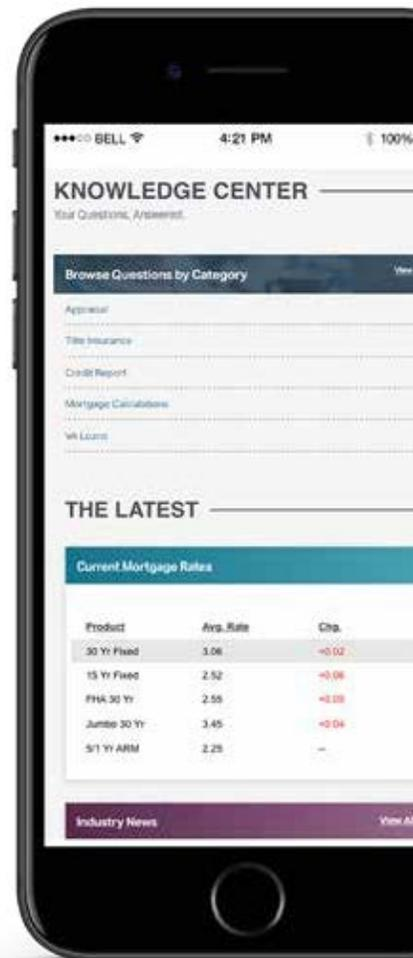 BELL 4:21 PM 100%
KNOWLEDGE CENTER
Your Questions, Answered.
Browse Questions by Category View
Appraisal
Title Insurance
Credit Report
Mortgage Calculations
VA Loans
THE LATEST
Current Mortgage Rates
Product Avg. Rate Chg.
30 Yr Fixed 3.06 +0.02
15 Yr Fixed 2.52
FHA 30 Yr 2.55
Jumbo 30 Yr 3.45 +0.04
5/1 Yr ARM 2.25 --
Industry News View Al